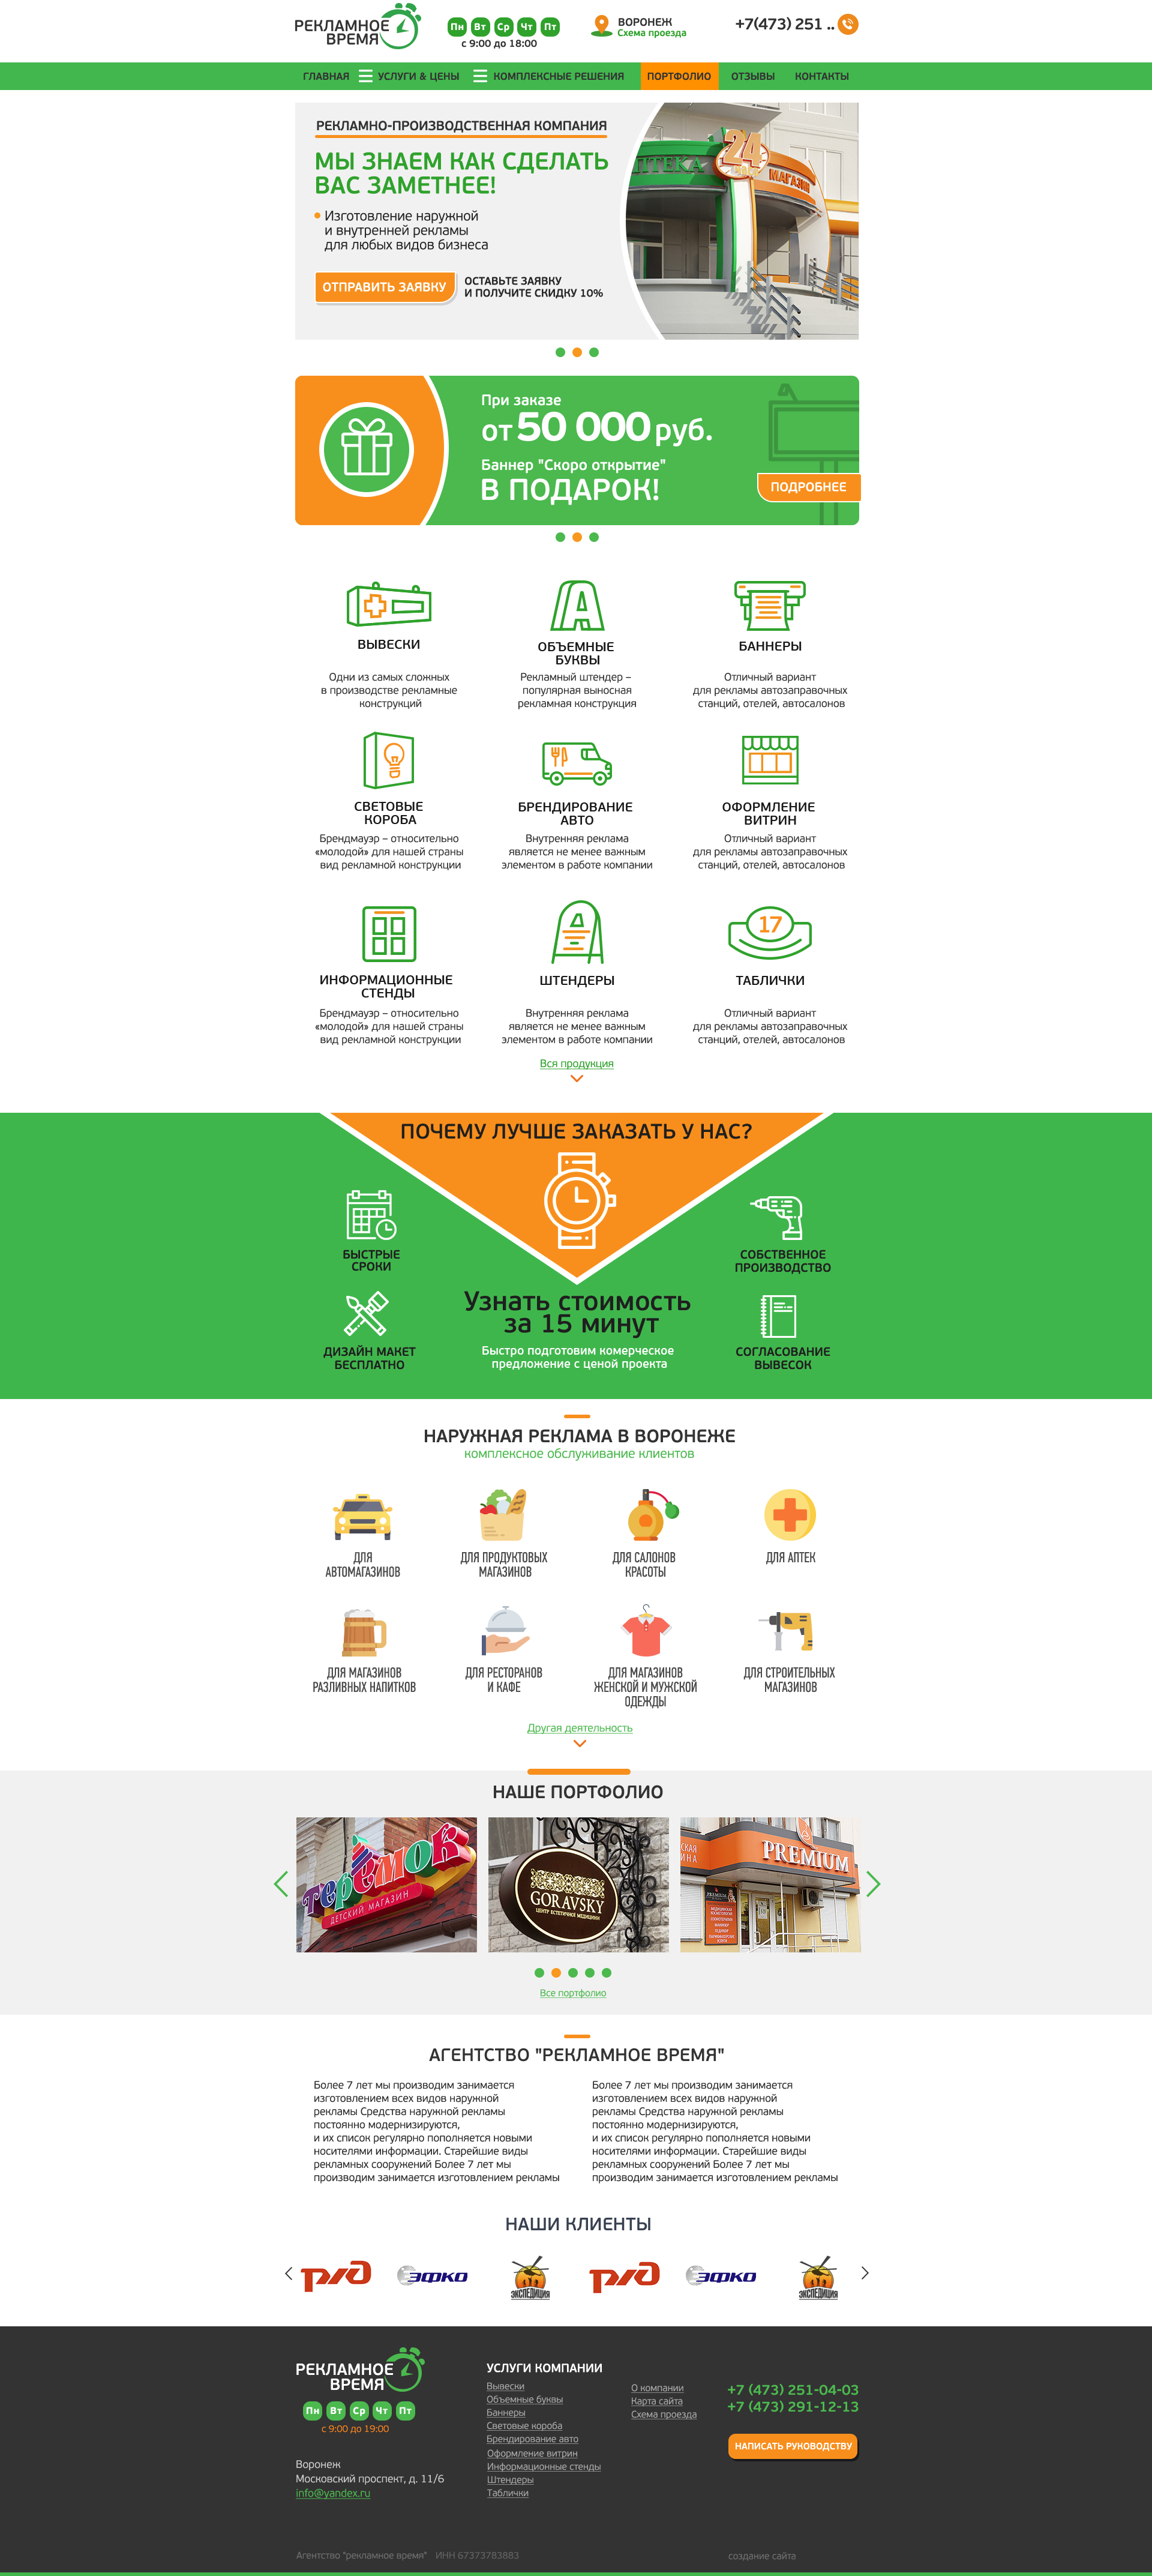 РЕКЛАМНОЕ
ВРЕМЯ
Пн Вт Ср Чт Пт
с 9:00 до 18:00
ВОРОНЕЖ
Схема проезда
+7(473) 251 ..
ГЛАВНАЯ УСЛУГИ & ЦЕНЫ КОМПЛЕКСНЫЕ РЕШЕНИЯ ПОРТФОЛИО ОТЗЫВЫ КОНТАКТЫ
РЕКЛАМНО-ПРОИЗВОДСТВЕННАЯ КОМПАНИЯ
МЫ ЗНАЕМ КАК СДЕЛАТЬ
ВАС ЗАМЕТНЕЕ!
Изготовление наружной
и внутренней рекламы
для любых видов бизнеса
ОТПРАВИТЬ ЗАЯВКУ
ОСТАВЬТЕ ЗАЯВКУ
И ПОЛУЧИТЕ СКИДКУ 10%
ПТЕКА 24 МАГАЗИН
При заказе
от 50 000 руб.
Баннер "Скоро открытие"
В ПОДАРОК!
ПОДРОБНЕЕ
ВЫВЕСКИ
Одни из самых сложных
в производстве рекламные
конструкций
ОБЪЕМНЫЕ
БУКВЫ
Рекламный штендер –
популярная выносная
рекламная конструкция
БАННЕРЫ
Отличный вариант
для рекламы автозаправочных
станций, отелей, автосалонов
СВЕТОВЫЕ
КОРОБА
Брендмауэр – относительно
«молодой» для нашей страны
вид рекламной конструкции
БРЕНДИРОВАНИЕ
АВТО
Внутренняя реклама
является не менее важным
элементом в работе компании
ОФОРМЛЕНИЕ
ВИТРИН
Отличный вариант
для рекламы автозаправочных
станций, отелей, автосалонов
ИНФОРМАЦИОННЫЕ
СТЕНДЫ
Брендмауэр – относительно
«молодой» для нашей страны
вид рекламной конструкции
ШТЕНДЕРЫ
Внутренняя реклама
является не менее важным
элементом в работе компании
17
ТАБЛИЧКИ
Отличный вариант
для рекламы автозаправочных
станций, отелей, автосалонов
Вся продукция
ПОЧЕМУ ЛУЧШЕ ЗАКАЗАТЬ У НАС?
БЫСТРЫЕ
СРОКИ
СОБСТВЕННОЕ
ПРОИЗВОДСТВО
ДИЗАЙН МАКЕТ
БЕСПЛАТНО
Узнать стоимость
за 15 минут
Быстро подготовим комерческое
предложение с ценой проекта
СОГЛАСОВАНИЕ
ВЫВЕСОК
НАРУЖНАЯ РЕКЛАМА В ВОРОНЕЖЕ
комплексное обслуживание клиентов
ДЛЯ
АВТОМАГАЗИНОВ
ДЛЯ ПРОДУКТОВЫХ
МАГАЗИНОВ
ДЛЯ САЛОНОВ
КРАСОТЫ
ДЛЯ АПТЕК
ДЛЯ МАГАЗИНОВ
РАЗЛИВНЫХ НАПИТКОВ
ДЛЯ РЕСТОРАНОВ
И КАФЕ
ДЛЯ МАГАЗИНОВ
ЖЕНСКОЙ И МУЖСКОЙ
ОДЕЖДЫ
ДЛЯ СТРОИТЕЛЬНЫХ
МАГАЗИНОВ
Другая деятельность
НАШЕ ПОРТФОЛИО
ТЕРЁМОК
ДЕТСКИЙ МАГАЗИН
GORAVSKY
ЦЕНТР ЕСТЕТИЧНОЇ МЕДИЦИНИ
СКАЯ
ИНА
PREMIUM
PREMIUM
Все портфолио
АГЕНТСТВО "РЕКЛАМНОЕ ВРЕМЯ"
Более 7 лет мы производим занимается
изготовлением всех видов наружной
рекламы Средства наружной рекламы
постоянно модернизируются,
и их список регулярно пополняется новыми
носителями информации. Старейшие виды
рекламных сооружений Более 7 лет мы
производим занимается изготовлением рекламы
Более 7 лет мы производим занимается
изготовлением всех видов наружной
рекламы Средства наружной рекламы
постоянно модернизируются,
и их список регулярно пополняется новыми
носителями информации. Старейшие виды
рекламных сооружений Более 7 лет мы
производим занимается изготовлением рекламы
НАШИ КЛИЕНТЫ
РЖД ЭФКО ЭКСПЕДИЦИЯ РЖД ЭФКО ЭКСПЕДИЦИЯ
РЕКЛАМНОЕ
ВРЕМЯ
Пн Вт Ср Чт Пт
с 9:00 до 19:00
Воронеж
Московский проспект, д. 11/6
info@yandex.ru
УСЛУГИ КОМПАНИИ
Вывески
Объемные буквы
Баннеры
Световые короба
Брендирование авто
Оформление витрин
Информационные стенды
Штендеры
Таблички
О компании
Карта сайта
Схема проезда
+7 (473) 251-04-03
+7 (473) 291-12-13
НАПИСАТЬ РУКОВОДСТВУ
Агентство "рекламное время" ИНН 67373783883
создание сайта